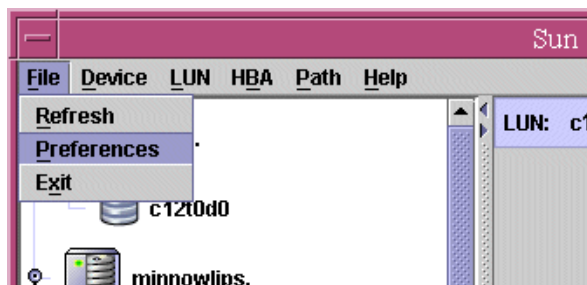 Sun
File Device LUN HBA Path Help
Refresh
LUN: c1
Preferences .
Exit
c12t0d0
minnowlips.